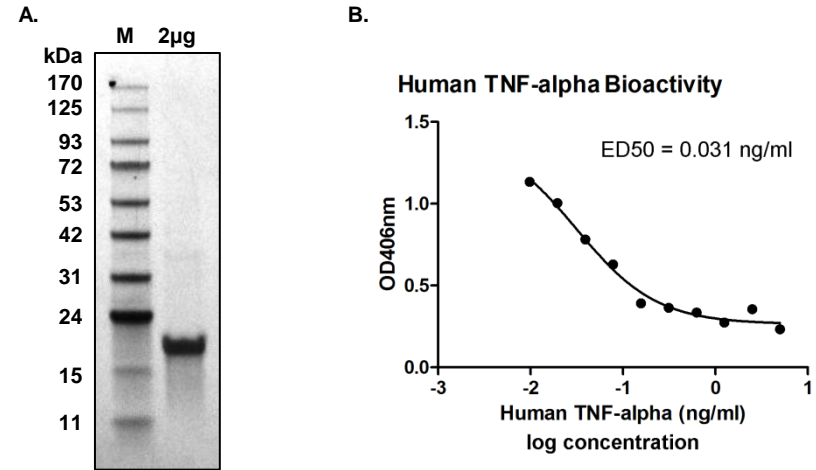 A.
M 2μg
kDa
170
125
93
72
53
42
31
24
15
11
B.
Human TNF-alpha Bioactivity
ED50 = 0.031 ng/ml
OD406nm
1.5
1.0
0.5
0.0
-3 -2 -1 0 1
Human TNF-alpha (ng/ml)
log concentration